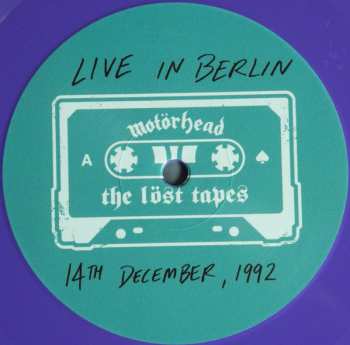 LIVE IN BERLIN
Motörhead
A
the löst tapes
14TH DECEMBER, 1992